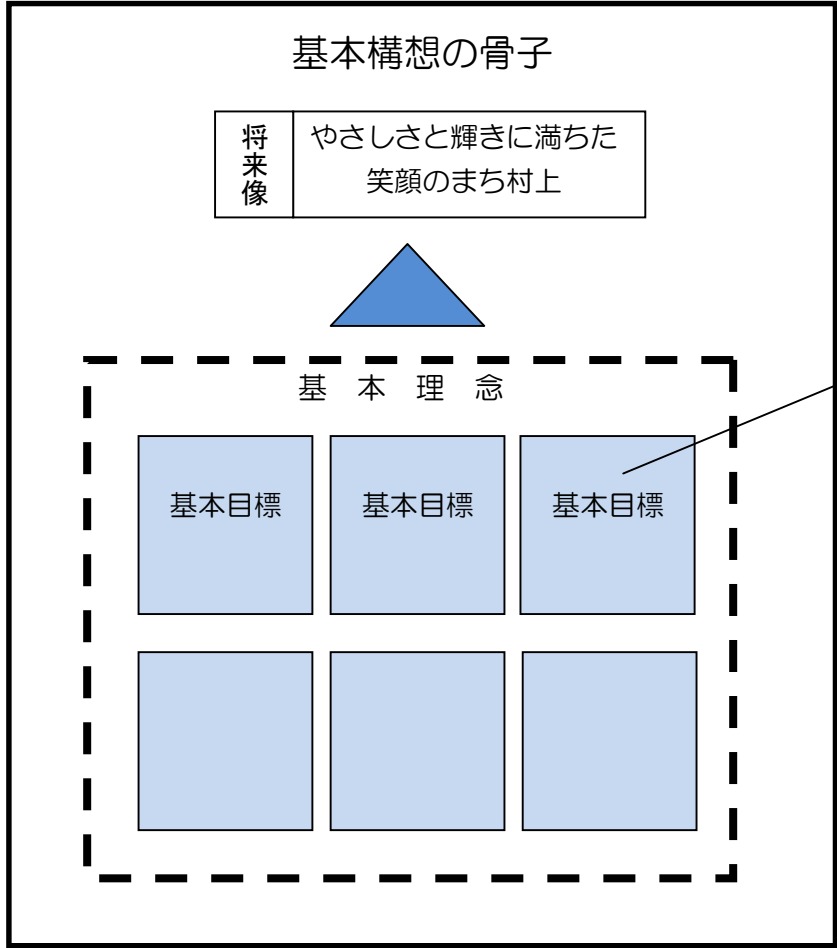 基本構想の骨子
将来像
やさしさと輝きに満ちた
笑顔のまち村上
基本理念
基本目標
基本目標
基本目標